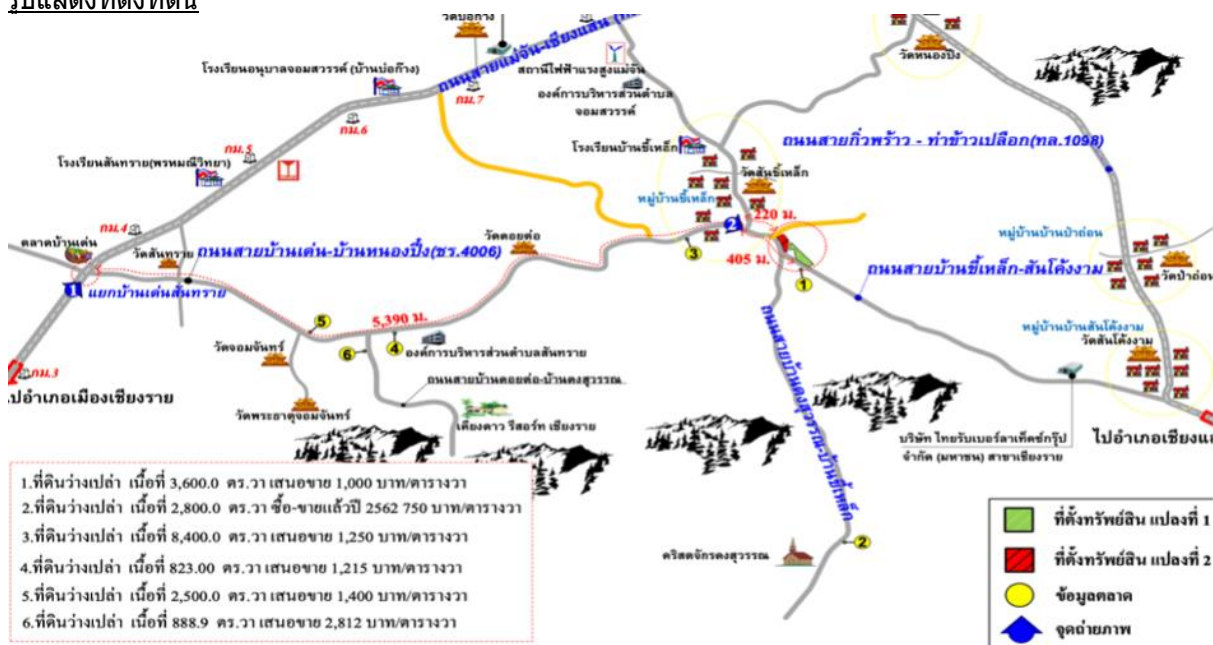 รูปแสดงที่ตั้งที่ดิน
วัดบ่อก๊าง
ถนนสายแม่จัน-เชียงแสน
โรงเรียนอนุบาลจอมสวรรค์ (บ้านบ่อก๊าง)
กม.7
กม.6
สถานีไฟฟ้าแรงสูงแม่จัน
องค์การบริหารส่วนตำบล
จอมสวรรค์
วัดหนองปึง
กม.5
โรงเรียนสันทราย(พรหมณีวิทยา)
โรงเรียนบ้านขี้เหล็ก
ถนนสายกิ่วพร้าว - ท่าข้าวเปลือก(ทล.1098)
วัดสันขี้เหล็ก
หมู่บ้านขี้เหล็ก
กม.4
ตลาดบ้านเด่น
วัดสันทราย
ถนนสายบ้านเด่น-บ้านหนองปึ๋ง(ชร.4006)
วัดดอยต่อ
2
220 ม.
3
405 ม.
1
หมู่บ้านบ้านป่าถ่อน
วัดป่าถ่อน
ถนนสายบ้านขี้เหล็ก-สันโค้งงาม
1
แยกบ้านเด่นสันทราย
5,390 ม.
5
4
6
องค์การบริหารส่วนตำบลสันทราย
วัดจอมจันทร์
ถนนสายบ้านดอยต่อ-บ้านดงสุวรรณ..
วัดพระธาตุจอมจันทร์
เคียงดาว รีสอร์ท เชียงราย
ถนนสายบ้านดงสุวรรณ-บ้านขี้เหล็ก
หมู่บ้านบ้านสันโค้งงาม
วัดสันโค้งงาม
กม.3
ไปอำเภอเมืองเชียงราย
บริษัท ไทยรับเบอร์ลาเท็คซ์กรุ๊ป
จำกัด (มหาชน) สาขาเชียงราย
ไปอำเภอเชียงแส
คริสตจักรดงสุวรรณ
2
1.ที่ดินว่างเปล่า เนื้อที่ 3,600.0 ตร.วา เสนอขาย 1,000 บาท/ตารางวา
2.ที่ดินว่างเปล่า เนื้อที่ 2,800.0 ตร.วา ซื้อ-ขายแล้วปี 2562 750 บาท/ตารางวา
3.ที่ดินว่างเปล่า เนื้อที่ 8,400.0 ตร.วา เสนอขาย 1,250 บาท/ตารางวา
4.ที่ดินว่างเปล่า เนื้อที่ 823.00 ตร.วา เสนอขาย 1,215 บาท/ตารางวา
5.ที่ดินว่างเปล่า เนื้อที่ 2,500.0 ตร.วา เสนอขาย 1,400 บาท/ตารางวา
6.ที่ดินว่างเปล่า เนื้อที่ 888.9 ตร.วา เสนอขาย 2,812 บาท/ตารางวา
ที่ตั้งทรัพย์สิน แปลงที่ 1
ที่ตั้งทรัพย์สิน แปลงที่ 2
ข้อมูลตลาด
จุดถ่ายภาพ